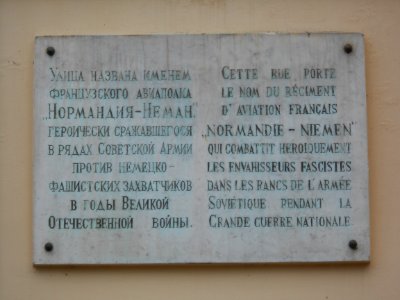 Улица названа именем
французского авиаполка
„Нормандия-Неман”,
героически сражавшегося
в рядах Советской Армии
против немецко-
фашистских захватчиков
в годы Великой
Отечественной войны.
Cette rue porte
le nom du régiment
d'aviation français
„Normandie - Niemen”
qui combattit héroïquement
les envahisseurs fascistes
dans les rangs de l'Armée
Soviétique pendant la
Grande guerre nationale.